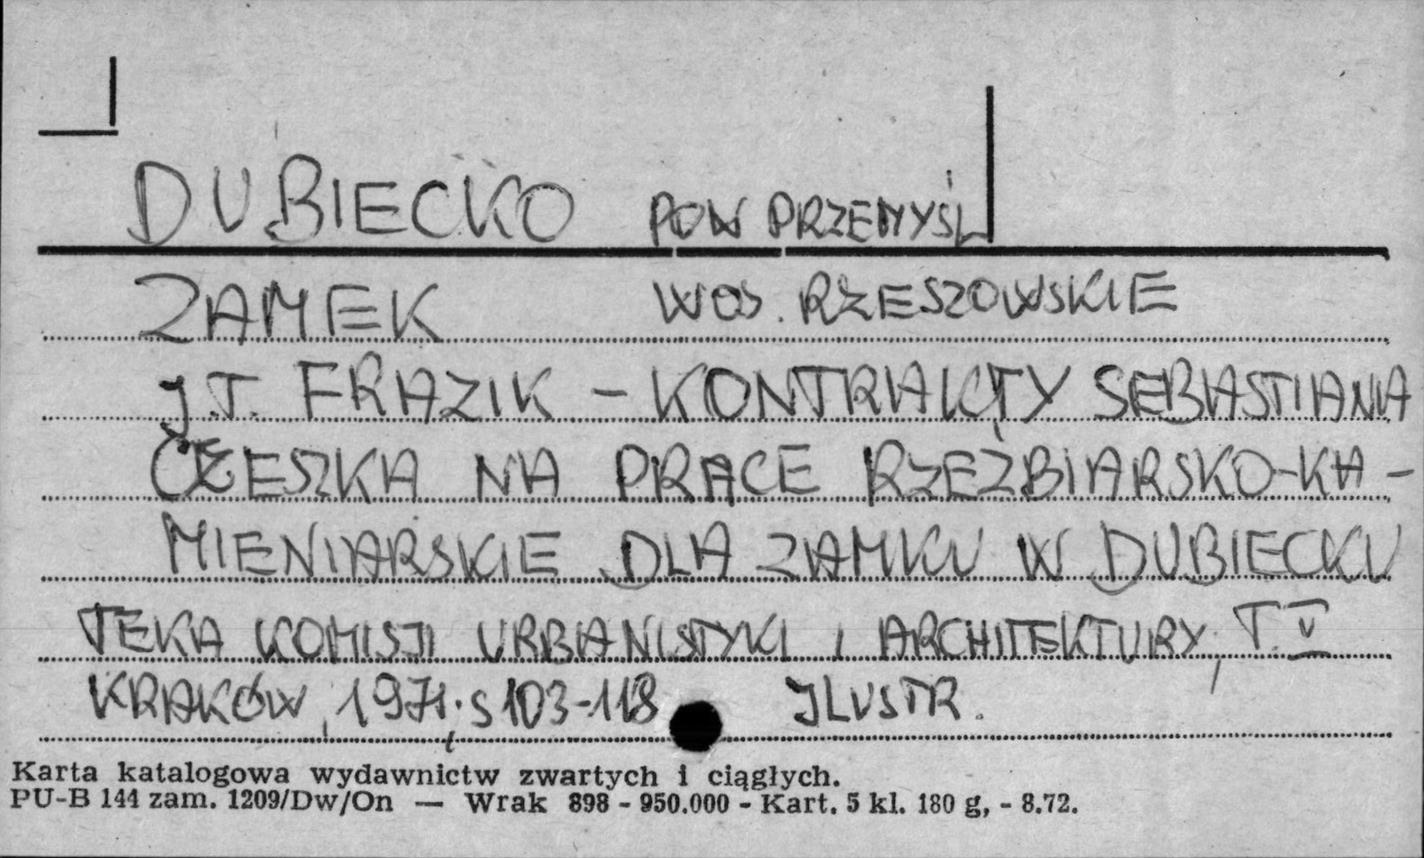 DUBIECKO POW PRZEMYŚL
ZAMEK WOJ. RZESZOWSKIE
J.T. FRAZIK - KONTRAKTY SEBASTIANA
CZESZKA NA PRACE RZEŹBIARSKO-KA-
MIENIARSKIE DLA ZAMKU W DUBIECKU
TEKA KOMISJI URBANISTYKI I ARCHITEKTURY, T. V
KRAKÓW, 1971, S 103-118 ILUSTR.
Karta katalogowa wydawnictw zwartych i ciągłych.
PU-B 144 zam. 1209/Dw/On — Wrak 898 - 950.000 - Kart. 5 kl. 180 g, - 8.72.